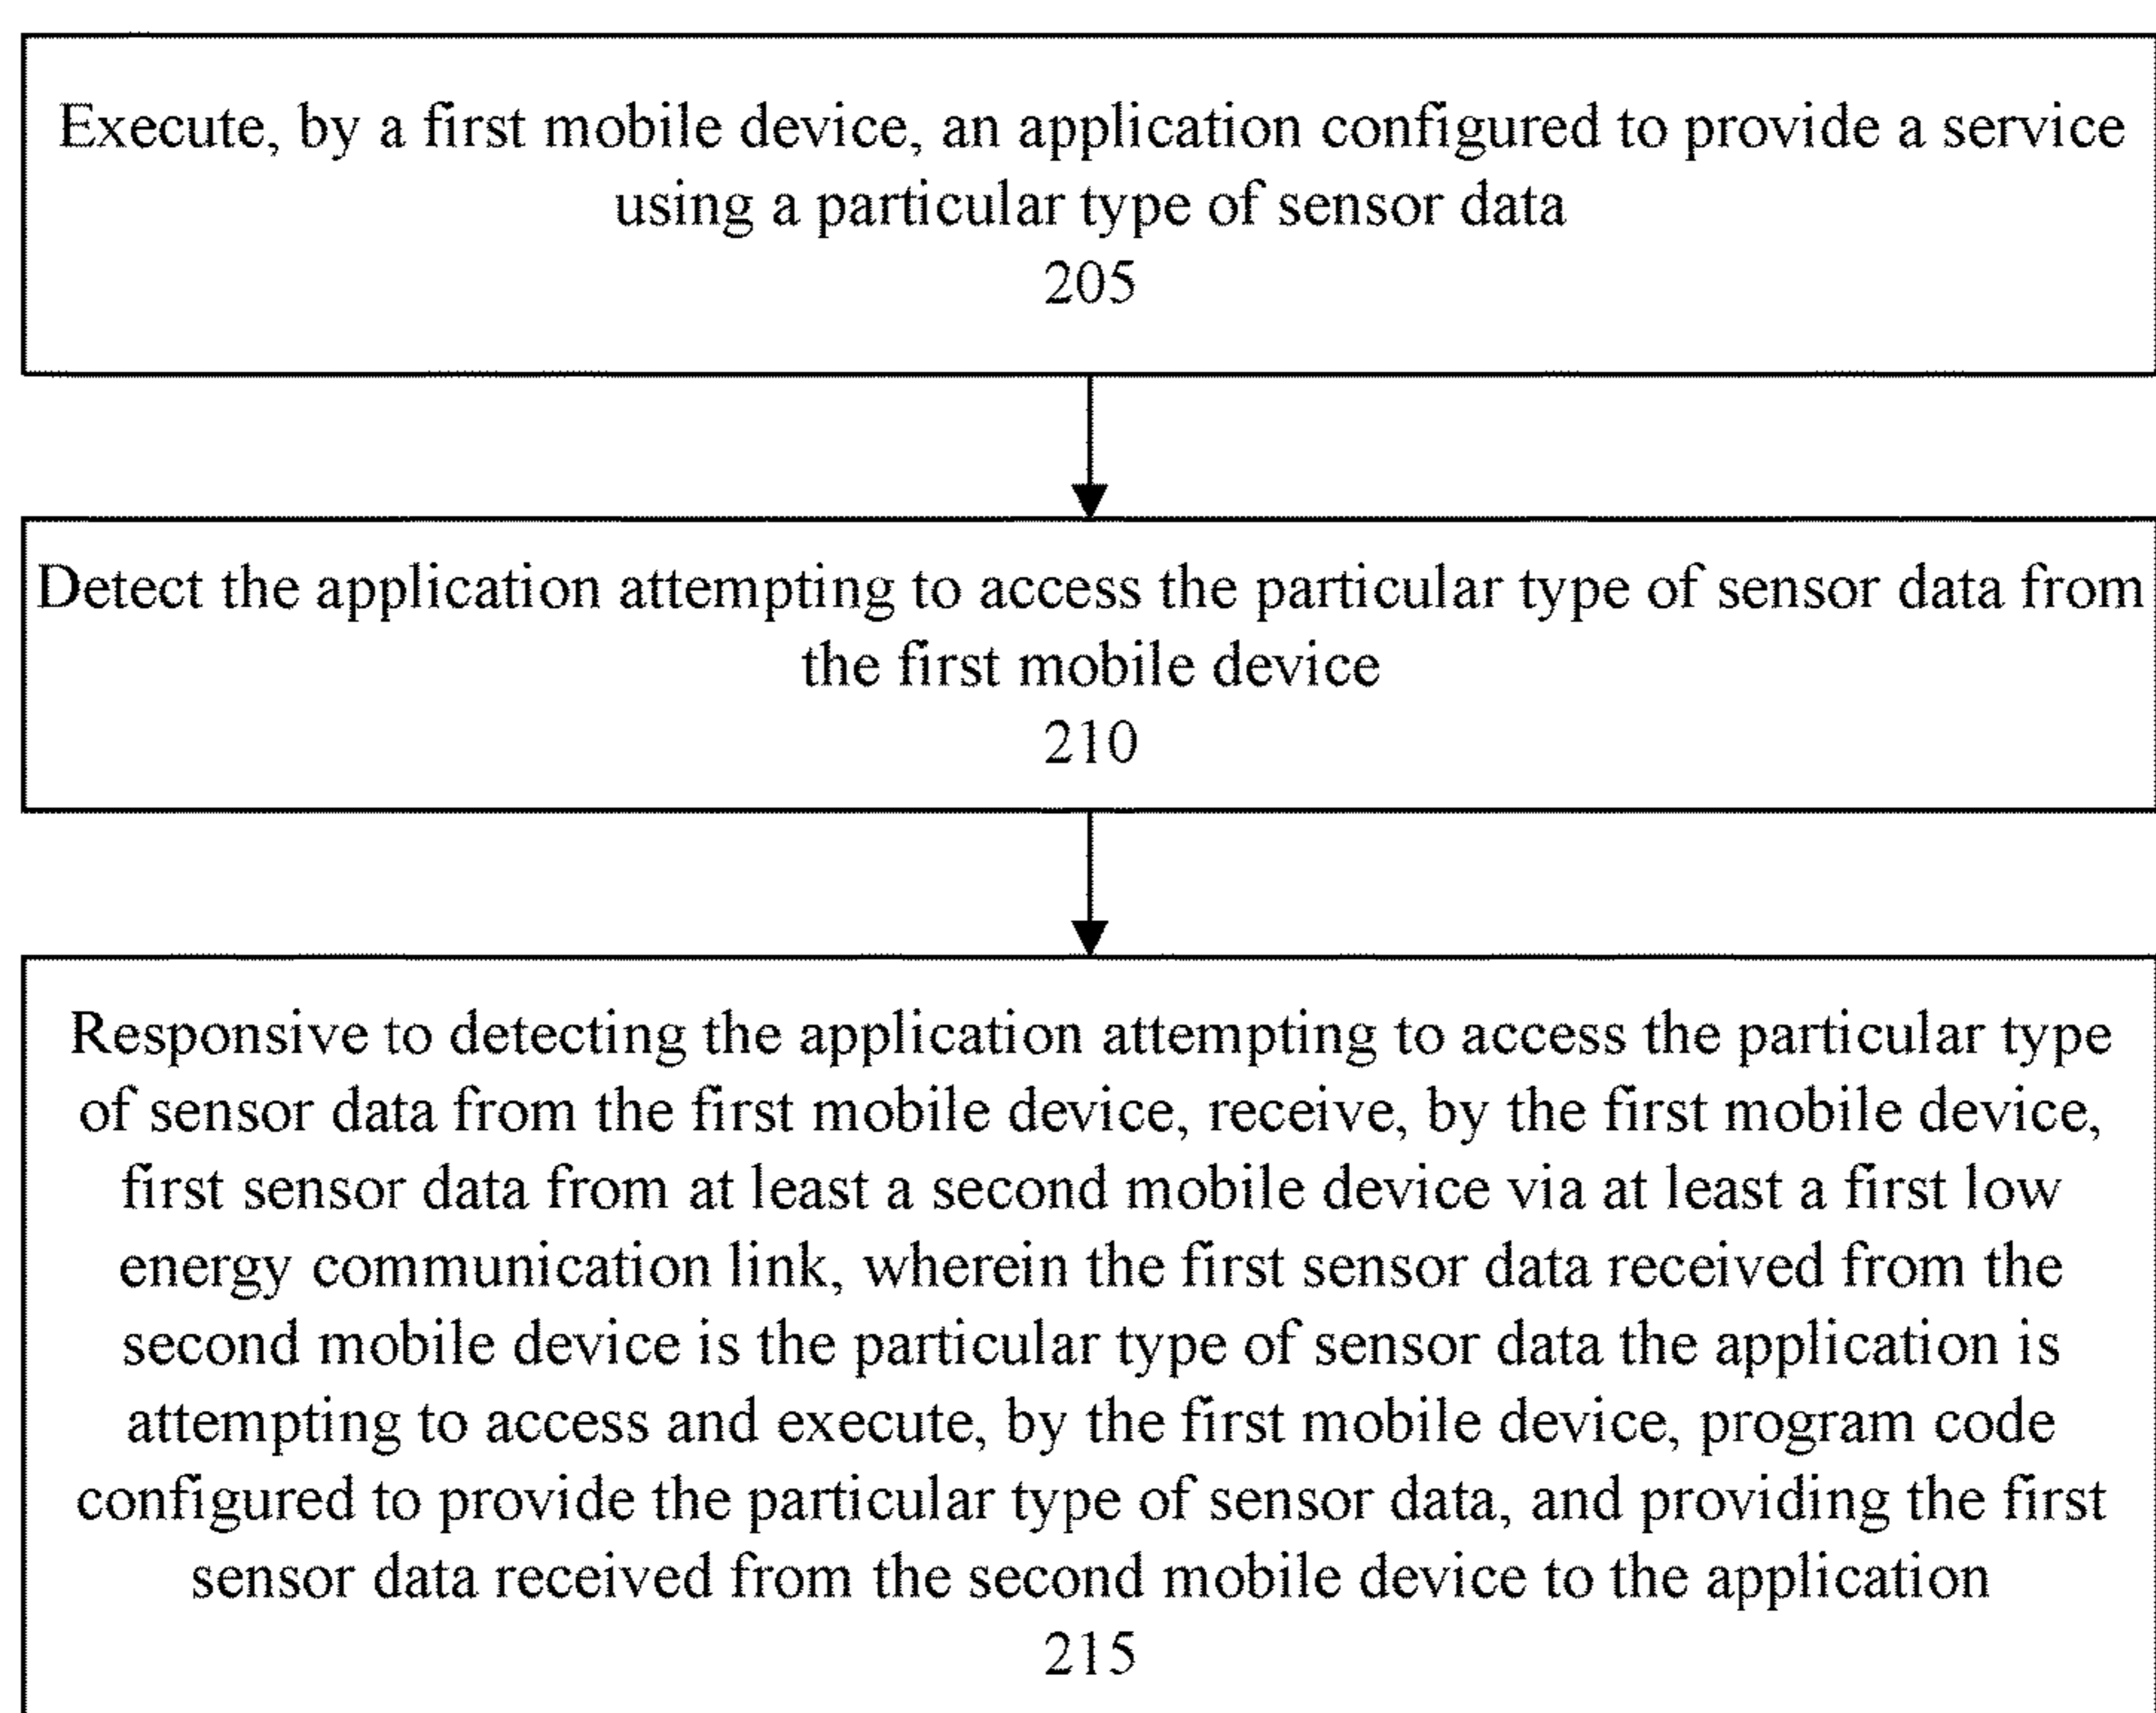 Execute, by a first mobile device, an application configured to provide a service
using a particular type of sensor data
205
Detect the application attempting to access the particular type of sensor data from
the first mobile device
210
Responsive to detecting the application attempting to access the particular type
of sensor data from the first mobile device, receive, by the first mobile device,
first sensor data from at least a second mobile device via at least a first low
energy communication link, wherein the first sensor data received from the
second mobile device is the particular type of sensor data the application is
attempting to access and execute, by the first mobile device, program code
configured to provide the particular type of sensor data, and providing the first
sensor data received from the second mobile device to the application
215